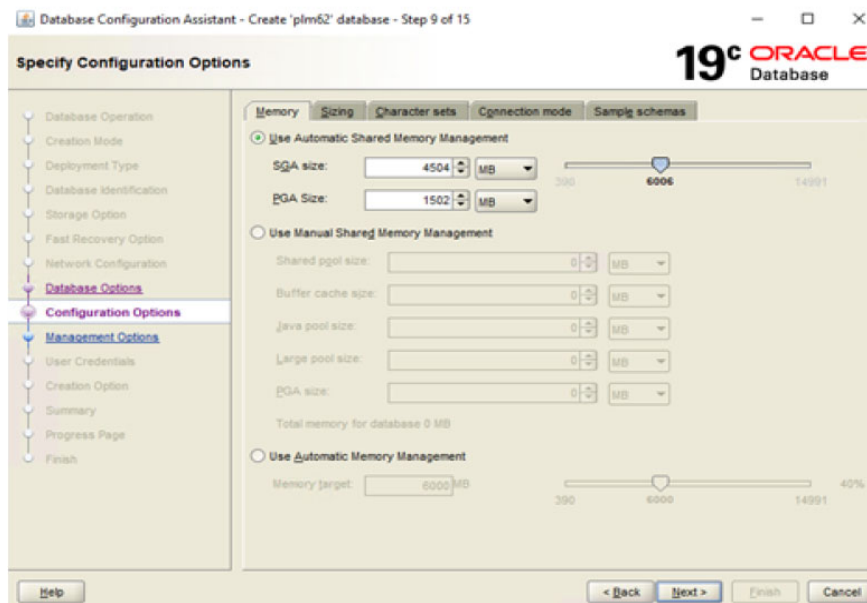 Database Configuration Assistant - Create 'plm62' database - Step 9 of 15
Specify Configuration Options
19c ORACLE
Database
Database Operation
Creation Mode
Deployment Type
Database Identification
Storage Option
Fast Recovery Option
Network Configuration
Database Options
Configuration Options
Management Options
User Credentials
Creation Option
Summary
Progress Page
Finish
Memory Sizing Character sets Connection mode Sample schemas
Use Automatic Shared Memory Management
SGA size: 4504 MB
390 6006 14991
PGA Size: 1502 MB
Use Manual Shared Memory Management
Shared pool size: 0 MB
Buffer cache size: 0 MB
Java pool size: 0 MB
Large pool size: 0 MB
PGA size: 0 MB
Total memory for database 0 MB
Use Automatic Memory Management
Memory target: 6000 MB 40%
390 6000 14991
Help < Back Next > Finish Cancel